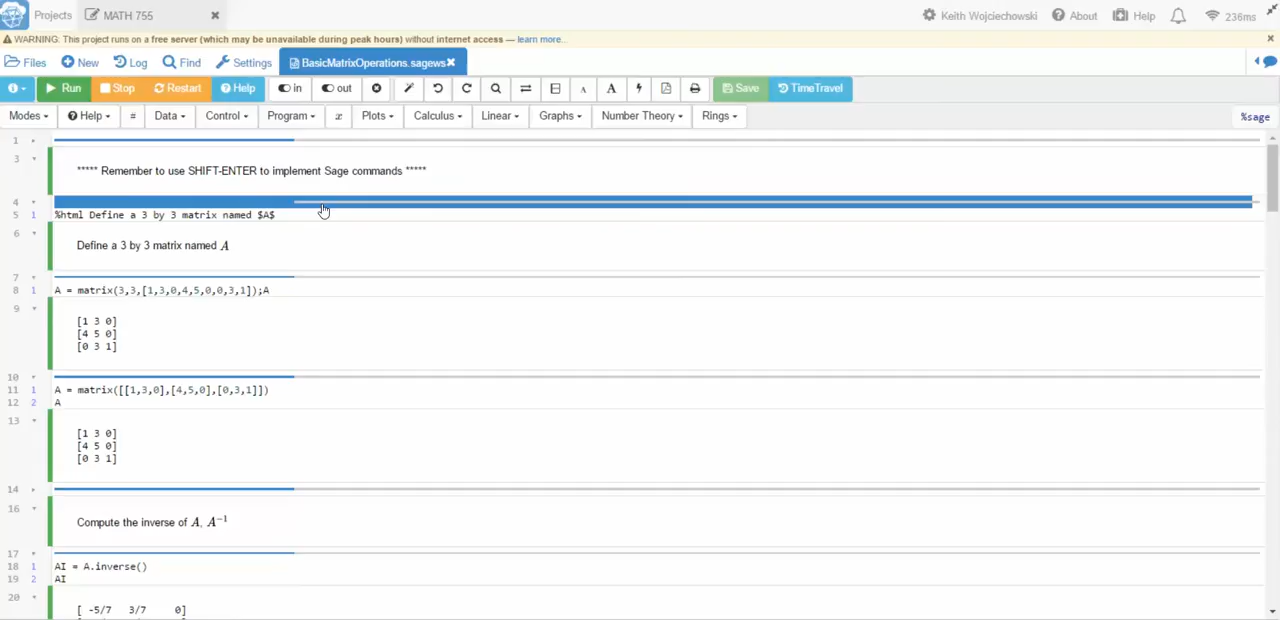 Projects MATH 755 Keith Wojciechowski About Help 236ms
WARNING: This project runs on a free server (which may be unavailable during peak hours) without internet access — learn more...
Files New Log Find Settings BasicMatrixOperations.sagews
Run Stop Restart Help in out A A Save TimeTravel
Modes Help # Data Control Program x Plots Calculus Linear Graphs Number Theory Rings %sage
1
3 ***** Remember to use SHIFT-ENTER to implement Sage commands *****
4
5 1 %html Define a 3 by 3 matrix named $A$
6 Define a 3 by 3 matrix named A
7
8 1 A = matrix(3,3,[1,3,0,4,5,0,0,3,1]);A
9
[1 3 0]
[4 5 0]
[0 3 1]
10
11 1 A = matrix([[1,3,0],[4,5,0],[0,3,1]])
12 2 A
13
[1 3 0]
[4 5 0]
[0 3 1]
14
16 Compute the inverse of A, A⁻¹
17
18 1 AI = A.inverse()
19 2 AI
20
[ -5/7 3/7 0]